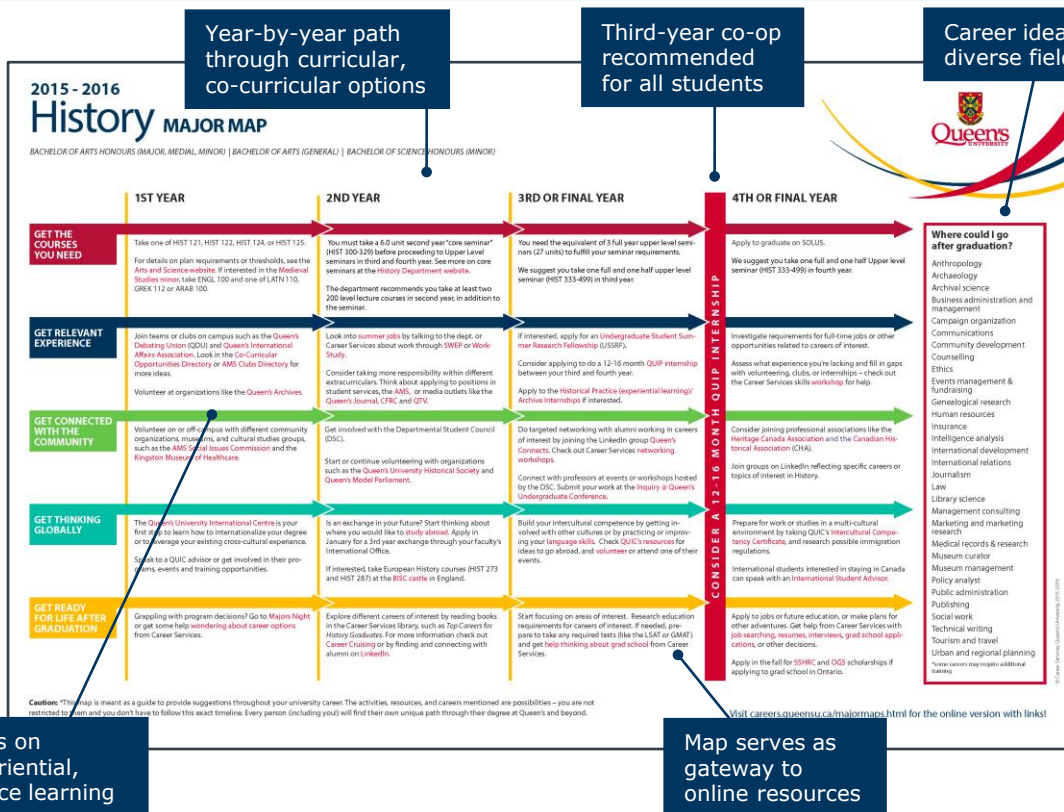 Year-by-year path
through curricular,
co-curricular options
Third-year co-op
recommended
for all students
Career
diverse
2015 - 2016
History MAJOR MAP
BACHELOR OF ARTS HONOURS (MAJOR, MEDIAL, MINOR) | BACHELOR OF ARTS (GENERAL) | BACHELOR OF SCIENCE HONOURS (MINOR)
Queen's
UNIVERSITY
1ST YEAR
2ND YEAR
3RD OR FINAL YEAR
4TH OR FINAL YEAR
GET THE
COURSES
YOU NEED
Take one of HIST 121, HIST 122, HIST 124, or HIST 125.
For details on plan requirements or thresholds, see the
Arts and Science website. If interested in the Medieval
Studies minor, take ENGL 100 and one of LATN 110,
GREK 112 or ARAB 100.
You must take a 6.0 unit second year "core seminar"
(HIST 300-329) before proceeding to Upper Level
seminars in third and fourth year. See more on core
seminars at the History Department website.
The department recommends you take at least two
200 level lecture courses in second year, in addition to
the seminar.
You need the equivalent of 3 full year upper level semi-
nars (27 units) to fulfill your seminar requirements.
We suggest you take one full and one half upper level
seminar (HIST 333-499) in third year.
Apply to graduate on SOLUS.
We suggest you take one full and one half Upper level
seminar (HIST 333-499) in fourth year.
GET RELEVANT
EXPERIENCE
Join teams or clubs on campus such as the Queen's
Debating Union (QDU) and Queen's International
Affairs Association. Look in the Co-Curricular
Opportunities Directory or AMS Clubs Directory for
more ideas.
Volunteer at organizations like the Queen's Archives.
Look into summer jobs by talking to the dept. or
Career Services about work through SWEP or Work-
Study.
Consider taking more responsibility within different
extracurriculars. Think about applying to positions in
student services, the AMS, or media outlets like the
Queen's Journal, CFRC and QTV.
If interested, apply for an Undergraduate Student Sum-
mer Research Fellowship (USSRF).
Consider applying to do a 12-16 month QUIP internship
between your third and fourth year.
Apply to the Historical Practice (experiential learning)/
Archive Internships if interested.
Investigate requirements for full-time jobs or other
opportunities related to careers of interest.
Assess what experience you're lacking and fill in gaps
with volunteering, clubs, or internships – check out
the Career Services skills workshop for help.
GET CONNECTED
WITH THE
COMMUNITY
Volunteer on or off-campus with different community
organizations, museums, and cultural studies groups,
such as the AMS Social Issues Commission and the
Kingston Museum of Healthcare.
Get involved with the Departmental Student Council
(DSC).
Start or continue volunteering with organizations
such as the Queen's University Historical Society and
Queen's Model Parliament.
Do targeted networking with alumni working in careers
of interest by joining the LinkedIn group Queen's
Connects. Check out Career Services networking
workshops.
Connect with professors at events or workshops hosted
by the DSC. Submit your work at the Inquiry @ Queen's
Undergraduate Conference.
Consider joining professional associations like the
Heritage Canada Association and the Canadian His-
torical Association (CHA).
Join groups on LinkedIn reflecting specific careers or
topics of interest in History.
GET THINKING
GLOBALLY
The Queen's University International Centre is your
first stop to learn how to internationalize your degree
or to leverage your existing cross-cultural experience.
Speak to a QUIC advisor or get involved in their pro-
grams, events and training opportunities.
Is an exchange in your future? Start thinking about
where you would like to study abroad. Apply in
January for a 3rd year exchange through your faculty's
International Office.
If interested, take European History courses (HIST 273
and HIST 287) at the BISC castle in England.
Build your intercultural competence by getting in-
volved with other cultures or by practicing or improv-
ing your language skills. Check QUIC's resources for
ideas to go abroad, and volunteer or attend one of their
events.
Prepare for work or studies in a multi-cultural
environment by taking QUIC's Intercultural Compe-
tency Certificate, and research possible immigration
regulations.
International students interested in staying in Canada
can speak with an International Student Advisor.
GET READY
FOR LIFE AFTER
GRADUATION
Grappling with program decisions? Go to Majors Night
or get some help wondering about career options
from Career Services.
Explore different careers of interest by reading books
in the Career Services library, such as Top Careers for
History Graduates. For more information check out
Career Cruising or by finding and connecting with
alumni on LinkedIn.
Start focusing on areas of interest. Research education
requirements for careers of interest. If needed, pre-
pare to take any required tests (like the LSAT or GMAT)
and get help thinking about grad school from Career
Services.
Apply to jobs or future education, or make plans for
other adventures. Get help from Career Services with
job searching, resumes, interviews, grad school appli-
cations, or other decisions.
Apply in the fall for SSHRC and OGS scholarships if
applying to grad school in Ontario.
CONSIDER A 12-16 MONTH QUIP INTERNSHIP
Where could I go
after graduation?
Anthropology
Archaeology
Archival science
Business administration and
management
Campaign organization
Communications
Community development
Counselling
Ethics
Events management &
fundraising
Genealogical research
Human resources
Insurance
Intelligence analysis
International development
International relations
Journalism
Law
Library science
Management consulting
Marketing and marketing
research
Medical records & research
Museum curator
Museum management
Policy analyst
Public administration
Publishing
Social work
Technical writing
Tourism and travel
Urban and regional planning
*some careers may require additional
training
© Career Services, Queen's University, 2015-2016
Caution: *This map is meant as a guide to provide suggestions throughout your university career. The activities, resources, and careers mentioned are possibilities – you are not
restricted to them and you don't have to follow this exact timeline. Every person (including you!) will find their own unique path through their degree at Queen's and beyond.
Visit careers.queensu.ca/majormaps.html for the online version with links!
on
learning
Map serves as
gateway to
online resources